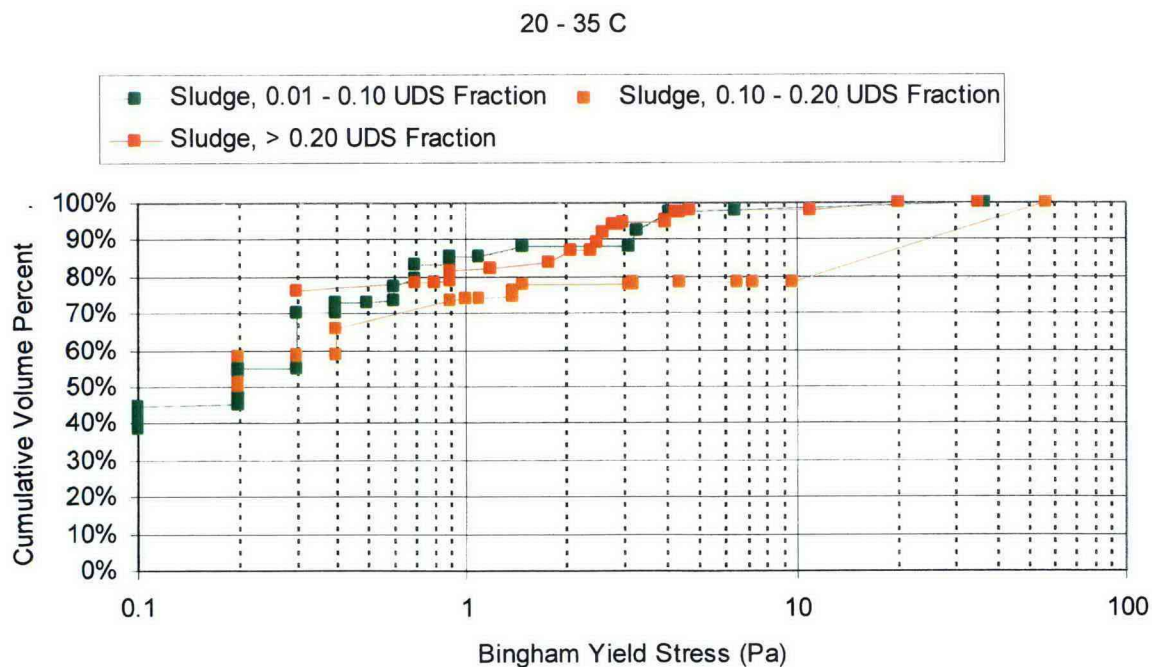 20 - 35 C
Sludge, 0.01 - 0.10 UDS Fraction
Sludge, 0.10 - 0.20 UDS Fraction
Sludge, > 0.20 UDS Fraction
Cumulative Volume Percent
100%
90%
80%
70%
60%
50%
40%
30%
20%
10%
0%
0.1
1
10
100
Bingham Yield Stress (Pa)